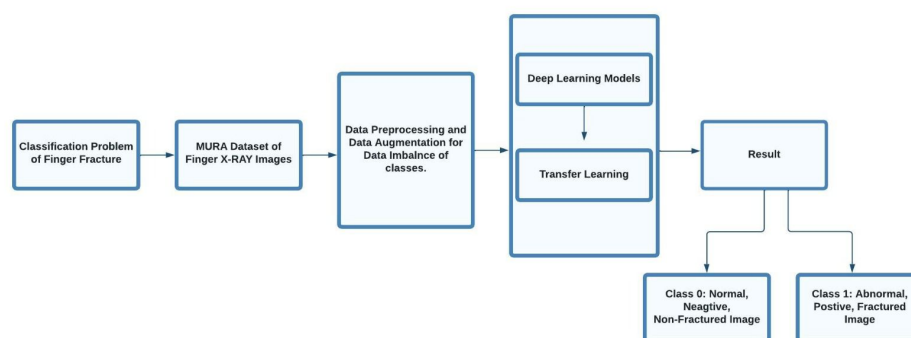 Classification Problem
of Finger Fracture
MURA Dataset of
Finger X-RAY Images
Data Preprocessing and
Data Augmentation for
Data Imbalnce of
classes.
Deep Learning Models
Transfer Learning
Result
Class 0: Normal,
Neagtive,
Non-Fractured Image
Class 1: Abnormal,
Postive, Fractured
Image